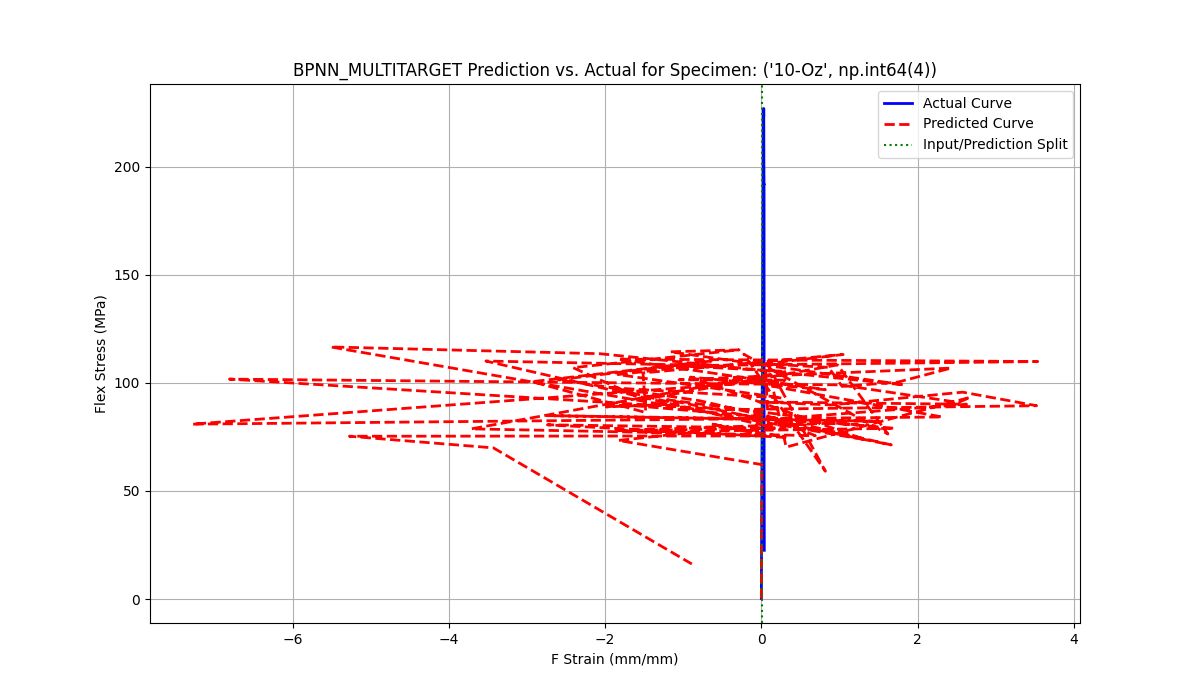 BPNN_MULTITARGET Prediction vs. Actual for Specimen: ('10-Oz', np.int64(4))
Actual Curve
Predicted Curve
Input/Prediction Split
Flex Stress (MPa)
200
150
100
50
0
−6
−4
−2
0
2
4
F Strain (mm/mm)